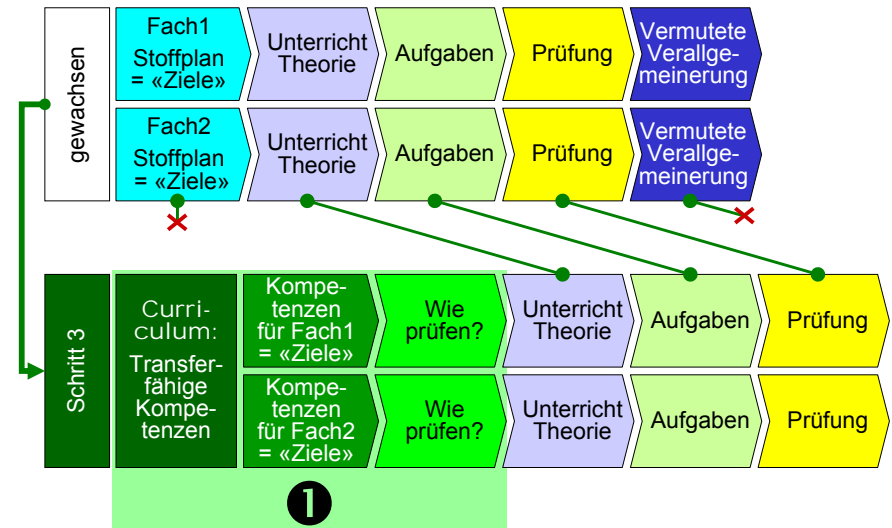 gewachsen
Fach1
Stoffplan
= «Ziele»
Unterricht
Theorie
Aufgaben
Prüfung
Vermutete
Verallge-
meinerung
Fach2
Stoffplan
= «Ziele»
Unterricht
Theorie
Aufgaben
Prüfung
Vermutete
Verallge-
meinerung
Schritt 3
Curri-
culum:
Transfer-
fähige
Kompe-
tenzen
Kompe-
tenzen
für Fach1
= «Ziele»
Wie
prüfen?
Unterricht
Theorie
Aufgaben
Prüfung
Kompe-
tenzen
für Fach2
= «Ziele»
Wie
prüfen?
Unterricht
Theorie
Aufgaben
Prüfung
❶